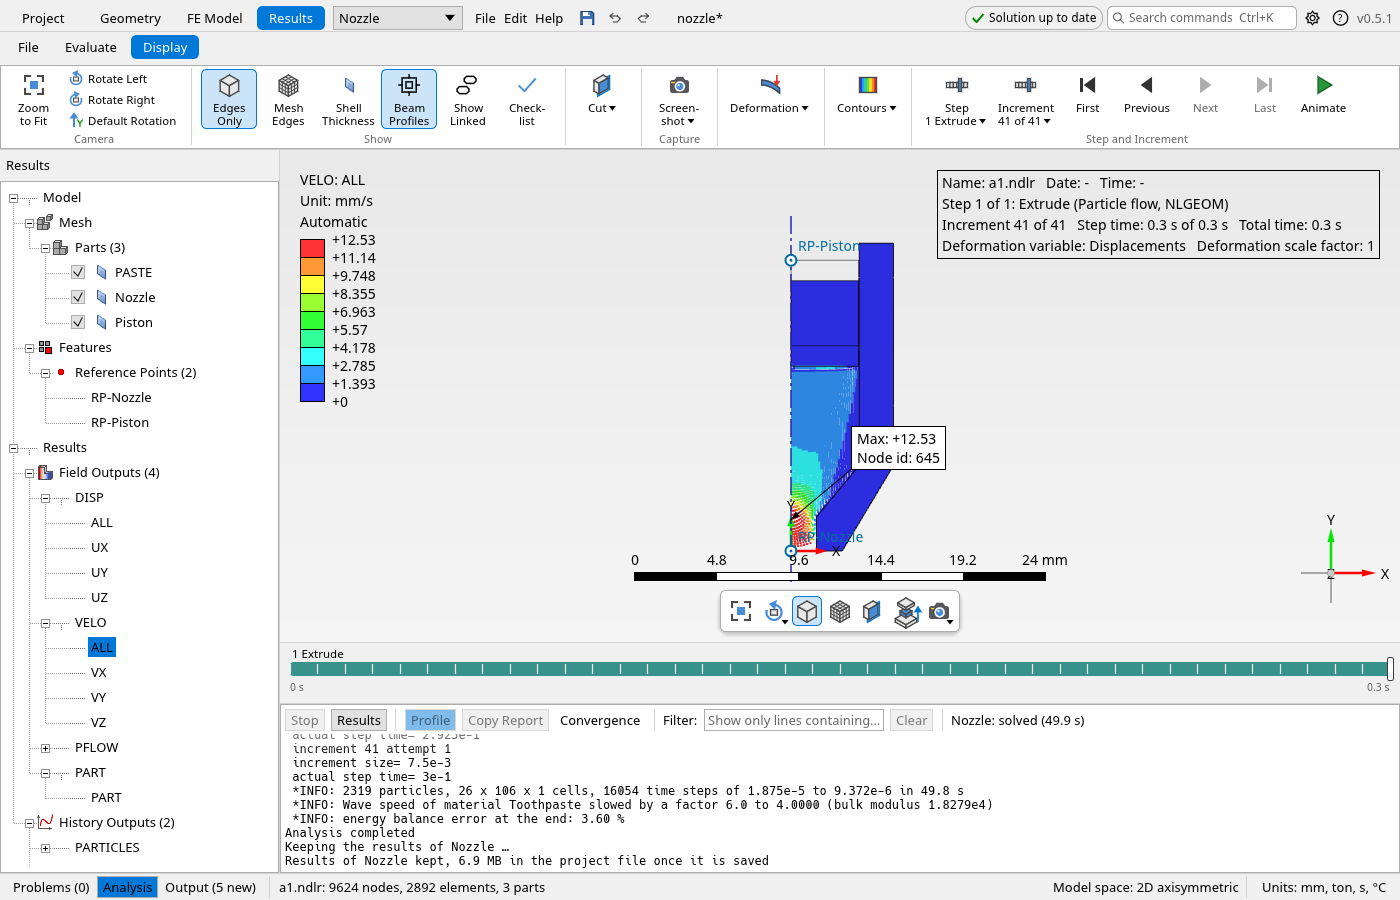 Project Geometry FE Model Results Nozzle File Edit Help nozzle* Solution up to date Search commands Ctrl+K v0.5.1
File Evaluate Display
Zoom to Fit
Rotate Left
Rotate Right
Default Rotation
Camera
Edges Only
Mesh Edges
Shell Thickness
Beam Profiles
Show Linked
Check-list
Show
Cut
Screen-shot
Capture
Deformation
Contours
Step 1 Extrude
Increment 41 of 41
First
Previous
Next
Last
Animate
Step and Increment
Results
Model
Mesh
Parts (3)
PASTE
Nozzle
Piston
Features
Reference Points (2)
RP-Nozzle
RP-Piston
Results
Field Outputs (4)
DISP
ALL
UX
UY
UZ
VELO
ALL
VX
VY
VZ
PFLOW
PART
PART
History Outputs (2)
PARTICLES
VELO: ALL
Unit: mm/s
Automatic
+12.53
+11.14
+9.748
+8.355
+6.963
+5.57
+4.178
+2.785
+1.393
+0
Name: a1.ndlr Date: - Time: -
Step 1 of 1: Extrude (Particle flow, NLGEOM)
Increment 41 of 41 Step time: 0.3 s of 0.3 s Total time: 0.3 s
Deformation variable: Displacements Deformation scale factor: 1
RP-Piston
Max: +12.53
Node id: 645
Y
RP-Nozzle
X
0 4.8 9.6 14.4 19.2 24 mm
Y
Z
X
1 Extrude
0 s 0.3 s
Stop Results Profile Copy Report Convergence Filter: Show only lines containing... Clear Nozzle: solved (49.9 s)
actual step time= 2.925e-1
increment 41 attempt 1
increment size= 7.5e-3
actual step time= 3e-1
*INFO: 2319 particles, 26 x 106 x 1 cells, 16054 time steps of 1.875e-5 to 9.372e-6 in 49.8 s
*INFO: Wave speed of material Toothpaste slowed by a factor 6.0 to 4.0000 (bulk modulus 1.8279e4)
*INFO: energy balance error at the end: 3.60 %
Analysis completed
Keeping the results of Nozzle …
Results of Nozzle kept, 6.9 MB in the project file once it is saved
Problems (0) Analysis Output (5 new) a1.ndlr: 9624 nodes, 2892 elements, 3 parts Model space: 2D axisymmetric Units: mm, ton, s, °C